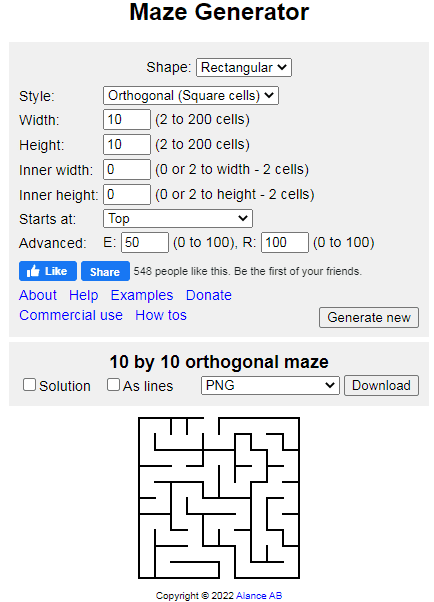 Maze Generator
Shape: Rectangular
Style: Orthogonal (Square cells)
Width: 10 (2 to 200 cells)
Height: 10 (2 to 200 cells)
Inner width: 0 (0 or 2 to width - 2 cells)
Inner height: 0 (0 or 2 to height - 2 cells)
Starts at: Top
Advanced: E: 50 (0 to 100), R: 100 (0 to 100)
Like Share 548 people like this. Be the first of your friends.
About Help Examples Donate
Commercial use How tos Generate new
10 by 10 orthogonal maze
Solution As lines PNG Download
Copyright © 2022 Alance AB